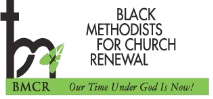 BLACK
METHODISTS
FOR CHURCH
RENEWAL
BMCR Our Time Under God Is Now!